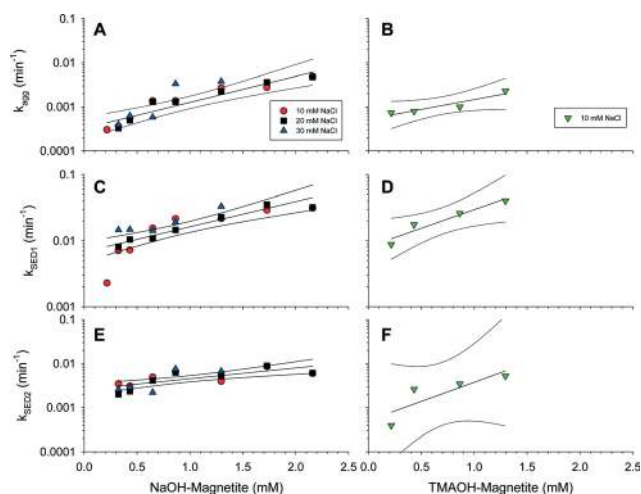 A
B
k_agg (min⁻¹)
0.1
0.01
0.001
0.0001
10 mM NaCl
20 mM NaCl
30 mM NaCl
10 mM NaCl
C
D
k_SED1 (min⁻¹)
0.1
0.01
0.001
E
F
k_SED2 (min⁻¹)
0.1
0.01
0.001
0.0001
0.0 0.5 1.0 1.5 2.0 2.5
0.0 0.5 1.0 1.5 2.0 2.5
NaOH-Magnetite (mM)
TMAOH-Magnetite (mM)